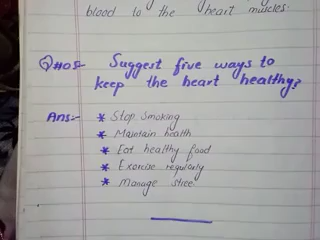 blood to the heart muscles.
Q#05:- Suggest five ways to
keep the heart healthy?
Ans:- * Stop Smoking
* Maintain health
* Eat healthy food
* Exercise regularly
* Manage stree